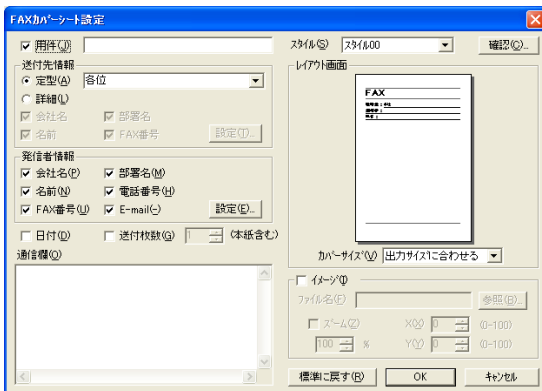 FAXｶﾊﾞｰｼｰﾄ設定
用件(J)
送付先情報
定型(A) 各位
詳細(L)
会社名 部署名
名前 FAX番号 設定(T)...
発信者情報
会社名(P) 部署名(M)
名前(N) 電話番号(H)
FAX番号(U) E-mail(-) 設定(E)...
日付(D) 送付枚数(G) 1 (本紙含む)
通信欄(O)
ｽﾀｲﾙ(S) ｽﾀｲﾙ00 確認(C)...
ﾚｲｱｳﾄ画面
FAX
ｶﾊﾞｰｻｲｽﾞ(V) 出力ｻｲｽﾞに合わせる
ｲﾒｰｼﾞ(I)
ﾌｧｲﾙ名(F) 参照(B)...
ｽﾞｰﾑ(Z) X(X) 0 (0-100)
100 % Y(Y) 0 (0-100)
標準に戻す(R) OK ｷｬﾝｾﾙ